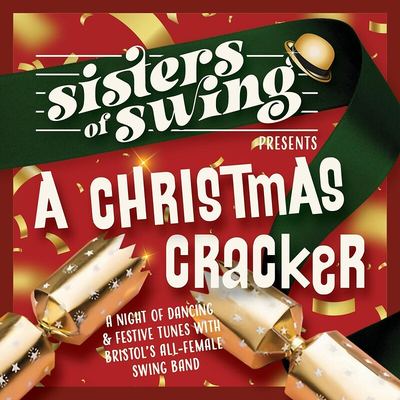 sisters
of swing
PRESENTS
A CHRISTmAS
CRACKeR
A NIGHT OF DANCING
& FESTIVE TUNES WITH
BRISTOL'S ALL-FEMALE
SWING BAND